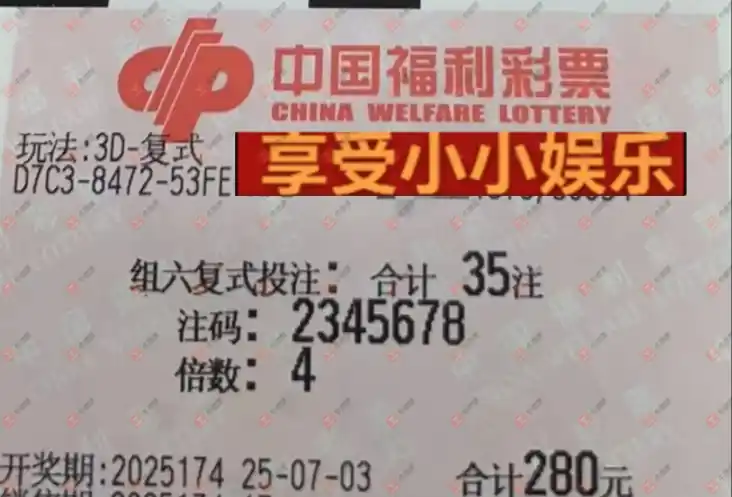 中国福利彩票
CHINA WELFARE LOTTERY
玩法:3D-复式
D7C3-8472-53FE
享受小小娱乐
组六复式投注: 合计 35注
注码: 2345678
倍数: 4
开奖期:2025174 25-07-03 合计280元